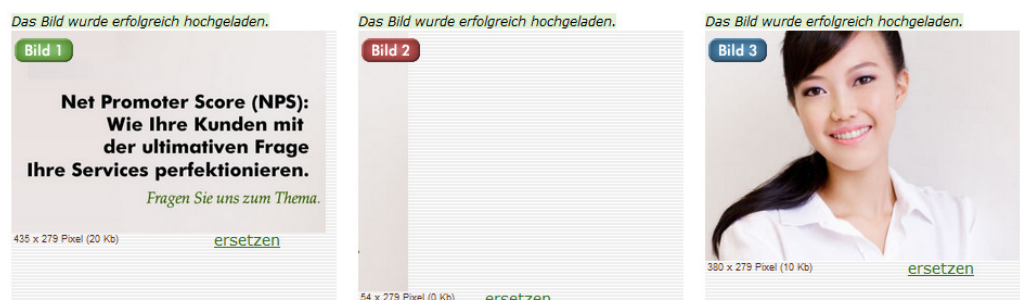 Das Bild wurde erfolgreich hochgeladen.
Bild 1
Net Promoter Score (NPS):
Wie Ihre Kunden mit
der ultimativen Frage
Ihre Services perfektionieren.
Fragen Sie uns zum Thema.
435 x 279 Pixel (20 Kb)
ersetzen
Das Bild wurde erfolgreich hochgeladen.
Bild 2
54 x 279 Pixel (0 Kb)
ersetzen
Das Bild wurde erfolgreich hochgeladen.
Bild 3
380 x 279 Pixel (10 Kb)
ersetzen